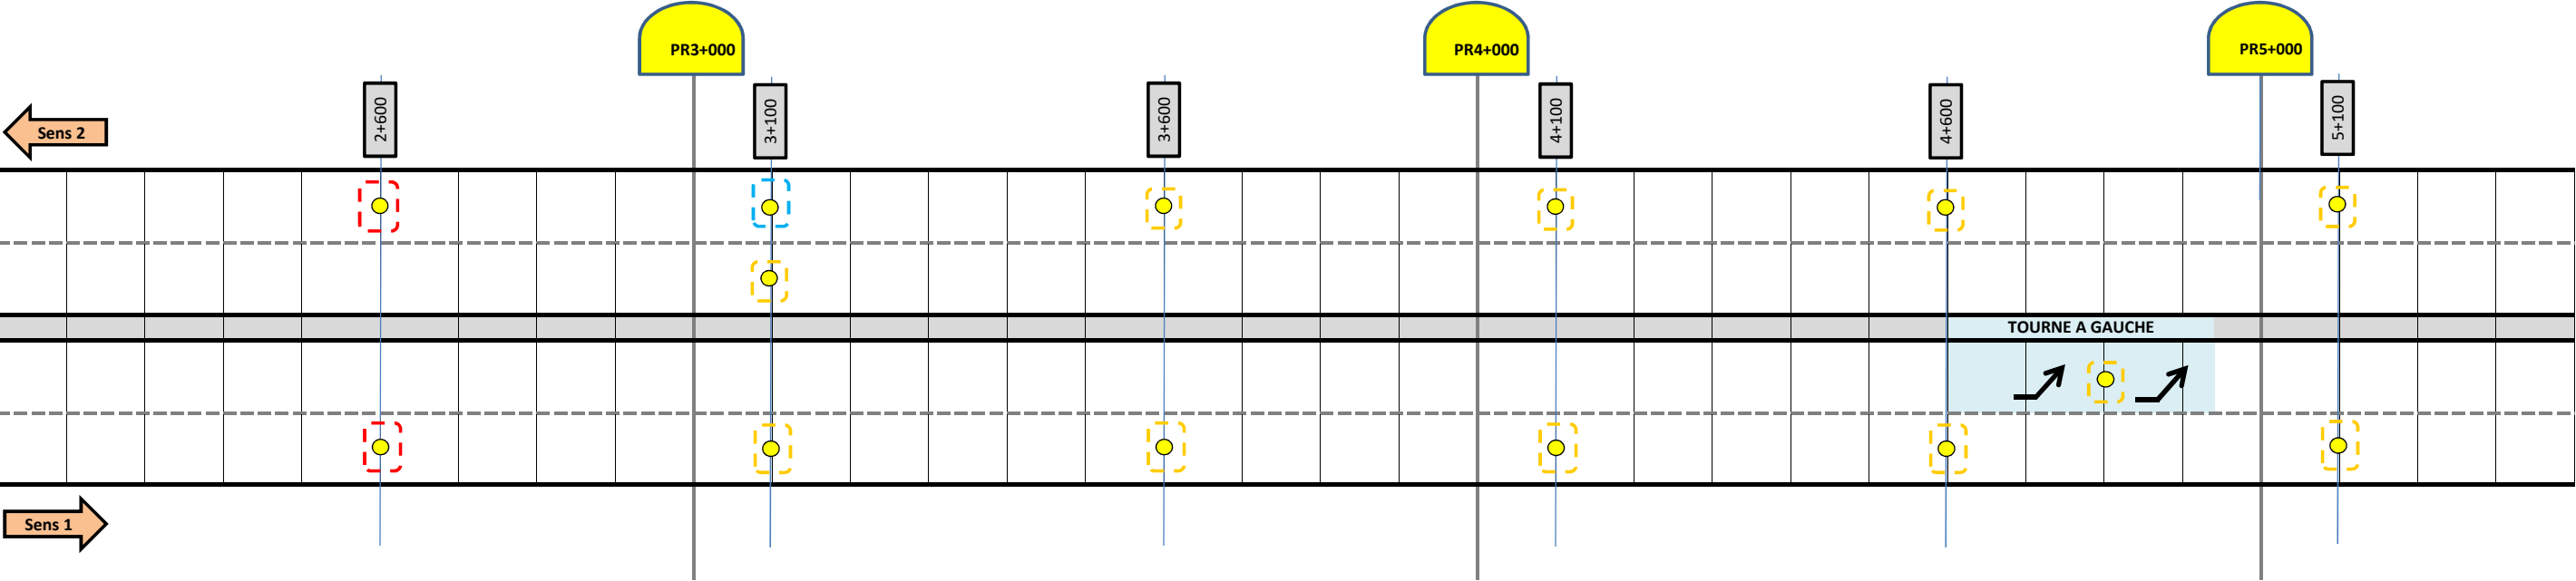 PR3+000
PR4+000
PR5+000
2+600
3+100
3+600
4+100
4+600
5+100
Sens 2
TOURNE A GAUCHE
Sens 1